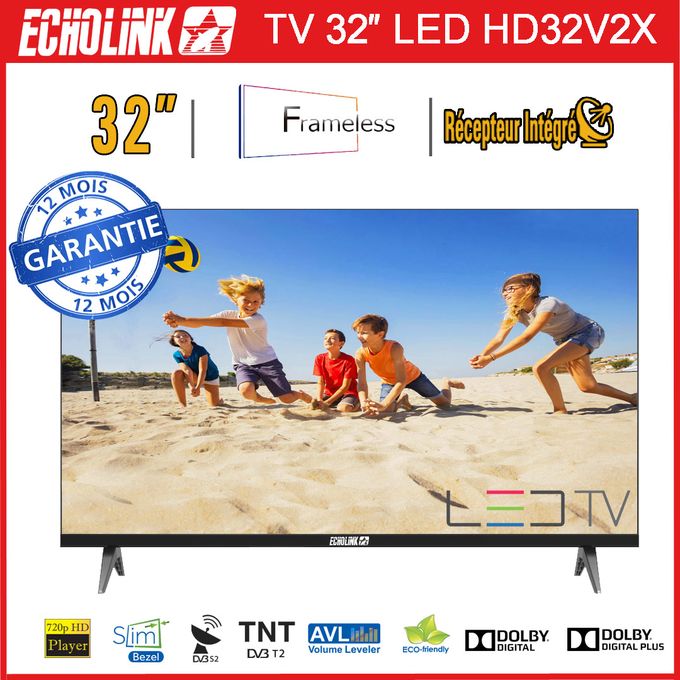 ECHOLINK TV 32" LED HD32V2X
32" Frameless Récepteur Intégré
12 MOIS
GARANTIE
12 MOIS
LED TV
ECHOLINK
720p HD
Player
Slim
Bezel
DVB S2
TNT
DVB T2
AVL
Volume Leveler
ECO-friendly
DOLBY
DIGITAL
DOLBY
DIGITAL PLUS